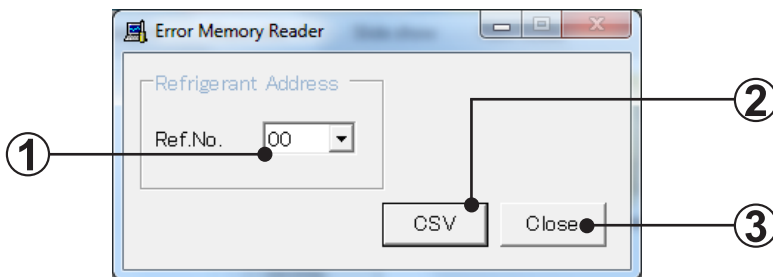 Error Memory Reader
Refrigerant Address
Ref.No. 00
CSV Close
1
2
3